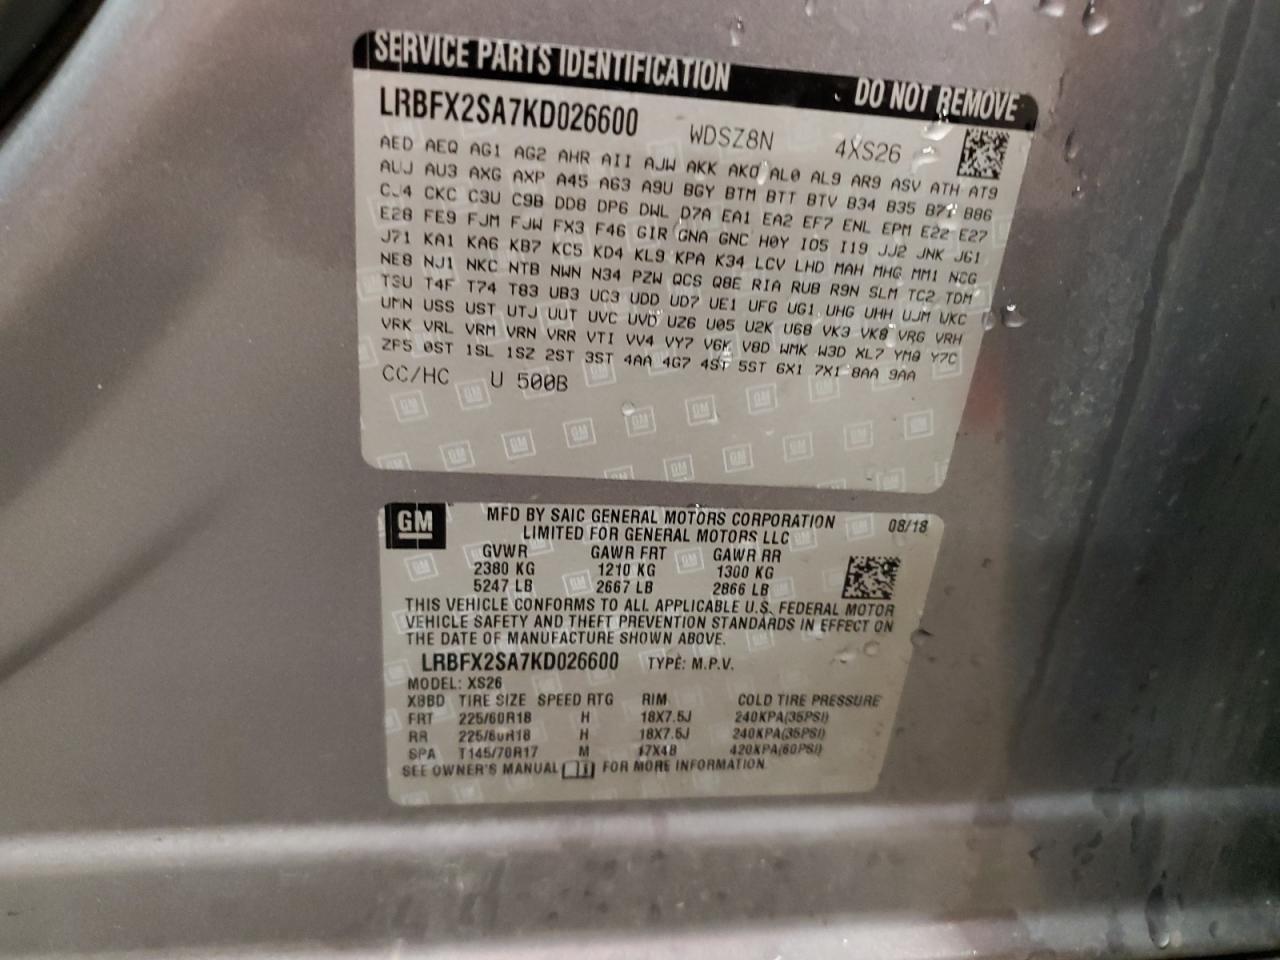 SERVICE PARTS IDENTIFICATION DO NOT REMOVE
LRBFX2SA7KD026600 WDSZ8N 4XS26
AED AEQ AG1 AG2 AHR AII AJW AKK AKO AL0 AL9 AR9 ASV ATH AT9
AUJ AU3 AXG AXP A45 A63 A9U BGY BTM BTT BTV B34 B35 B7Y B86
CJ4 CKC C3U C9B DD8 DP6 DWL D7A EA1 EA2 EF7 ENL EPM E22 E27
E28 FE9 FJM FJW FX3 F46 GIR GNA GNC H0Y IO5 I19 JJ2 JNK JG1
J71 KA1 KA6 KB7 KC5 KD4 KL9 KPA K34 LCV LHD MAH MHG MM1 NCG
NE8 NJ1 NKC NTB NWN N34 PZW QCS Q8E RIA RUB R9N SLM TC2 TDM
TSU T4F T74 T83 UB3 UC3 UDD UD7 UE1 UFG UG1 UHG UHH UJM UKC
UMN USS UST UTJ UUT UVC UVD UZ6 U05 U2K U68 VK3 VK8 VRG VRH
VRK VRL VRM VRN VRR VTI VV4 VY7 V6K V8D WMK W3D XL7 YM8 Y7C
ZF5 0ST 1SL 1SZ 2ST 3ST 4AA 4G7 4ST 5ST 6X1 7X1 8AA 9AA
CC/HC U 500B
GM
MFD BY SAIC GENERAL MOTORS CORPORATION 08/18
LIMITED FOR GENERAL MOTORS LLC
GVWR GAWR FRT GAWR RR
2380 KG 1210 KG 1300 KG
5247 LB 2667 LB 2866 LB
THIS VEHICLE CONFORMS TO ALL APPLICABLE U.S. FEDERAL MOTOR
VEHICLE SAFETY AND THEFT PREVENTION STANDARDS IN EFFECT ON
THE DATE OF MANUFACTURE SHOWN ABOVE.
LRBFX2SA7KD026600 TYPE: M.P.V.
MODEL: XS26
X8BD TIRE SIZE SPEED RTG RIM COLD TIRE PRESSURE
FRT 225/60R18 H 18X7.5J 240KPA(35PSI)
RR 225/60R18 H 18X7.5J 240KPA(35PSI)
SPA T145/70R17 M 17X4B 420KPA(60PSI)
SEE OWNER'S MANUAL FOR MORE INFORMATION.